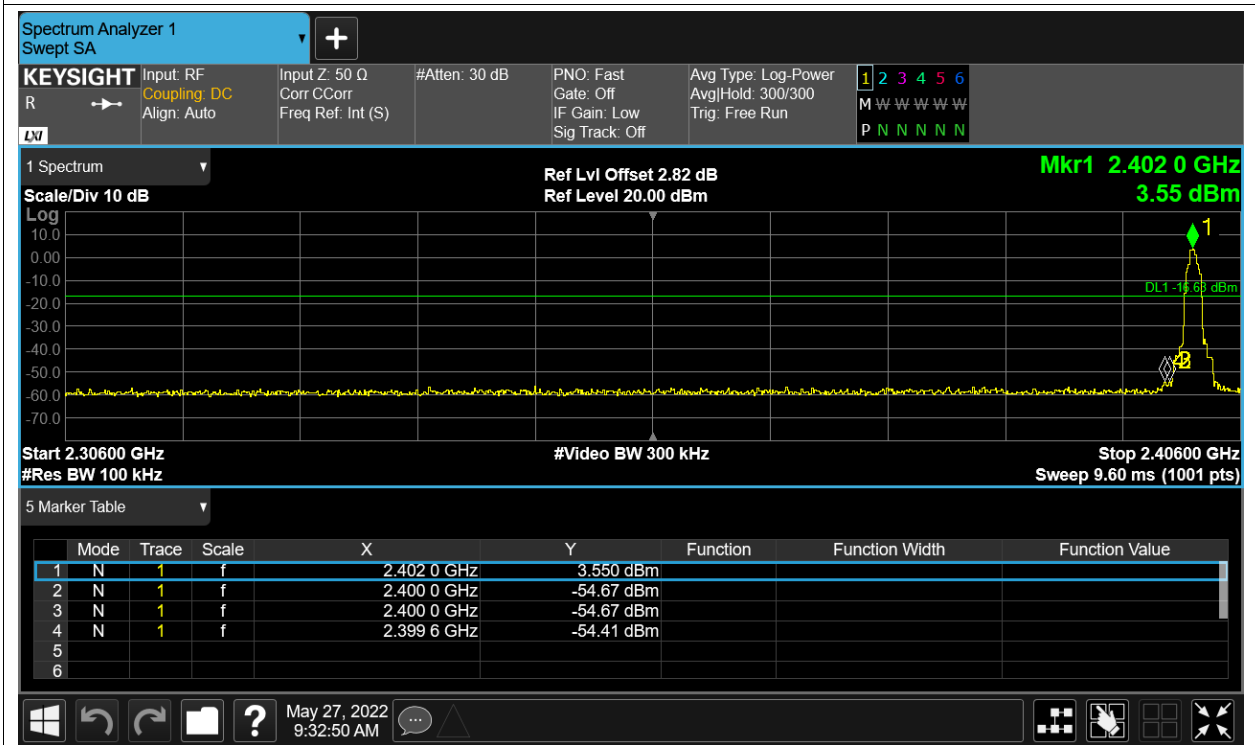 Spectrum Analyzer 1
Swept SA
KEYSIGHT Input: RF Input Z: 50 Ω #Atten: 30 dB PNO: Fast Avg Type: Log-Power 1 2 3 4 5 6
R Coupling: DC Corr CCorr Gate: Off Avg|Hold: 300/300 M W W W W W W
Align: Auto Freq Ref: Int (S) IF Gain: Low Trig: Free Run
LXI Sig Track: Off P N N N N N N
1 Spectrum Ref Lvl Offset 2.82 dB Mkr1 2.402 0 GHz
Scale/Div 10 dB Ref Level 20.00 dBm 3.55 dBm
Log
1
10.0
0.00
-10.0
DL1 -16.63 dBm
-20.0
-30.0
-40.0
-50.0
-60.0
-70.0
Start 2.30600 GHz #Video BW 300 kHz Stop 2.40600 GHz
#Res BW 100 kHz Sweep 9.60 ms (1001 pts)
5 Marker Table
Mode Trace Scale X Y Function Function Width Function Value
1 N 1 f 2.402 0 GHz 3.550 dBm
2 N 1 f 2.400 0 GHz -54.67 dBm
3 N 1 f 2.400 0 GHz -54.67 dBm
4 N 1 f 2.399 6 GHz -54.41 dBm
5
6
? May 27, 2022
9:32:50 AM